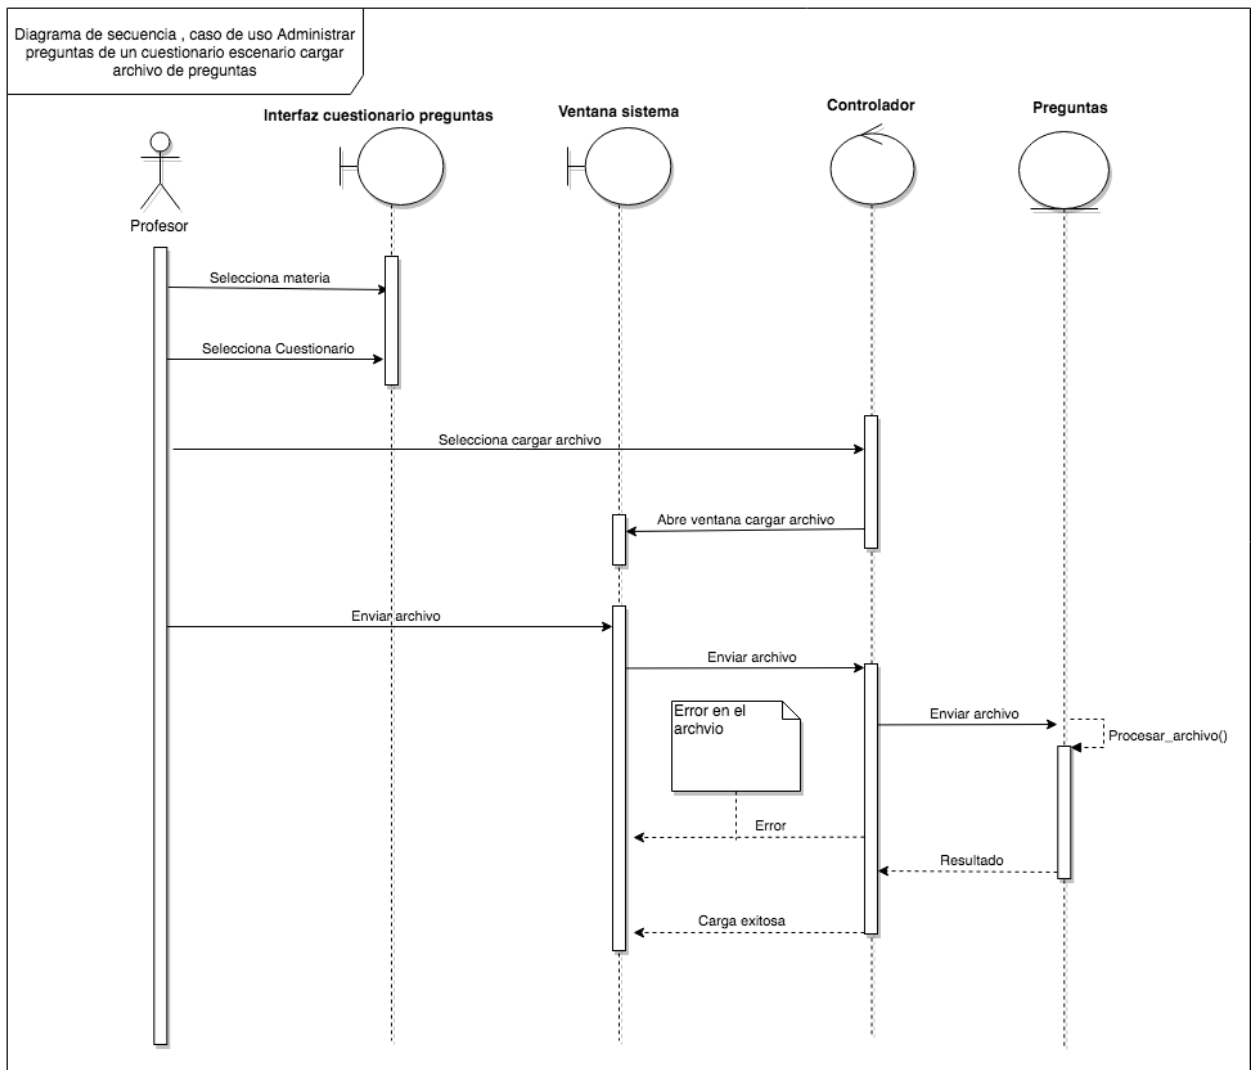 Diagrama de secuencia , caso de uso Administrar
preguntas de un cuestionario escenario cargar
archivo de preguntas
Interfaz cuestionario preguntas
Ventana sistema
Controlador
Preguntas
Profesor
Selecciona materia
Selecciona Cuestionario
Selecciona cargar archivo
Abre ventana cargar archivo
Enviar archivo
Enviar archivo
Error en el
archvio
Enviar archivo
Procesar_archivo()
Error
Resultado
Carga exitosa